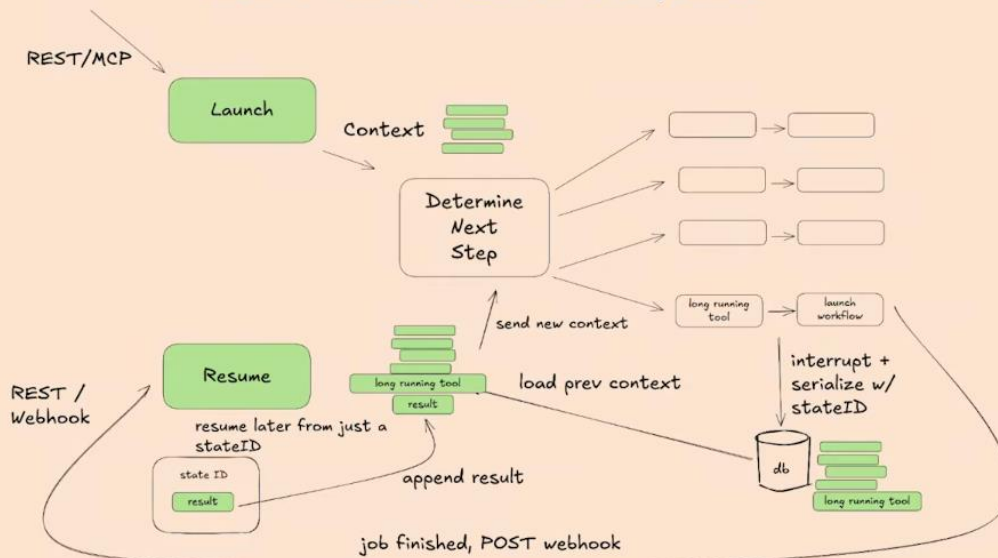 REST/MCP
Launch
Context
Determine
Next
Step
long running
tool
launch
workflow
send new context
interrupt +
serialize w/
stateID
load prev context
long running tool
result
Resume
REST /
Webhook
resume later from just a
stateID
state ID
result
append result
db
long running tool
job finished, POST webhook